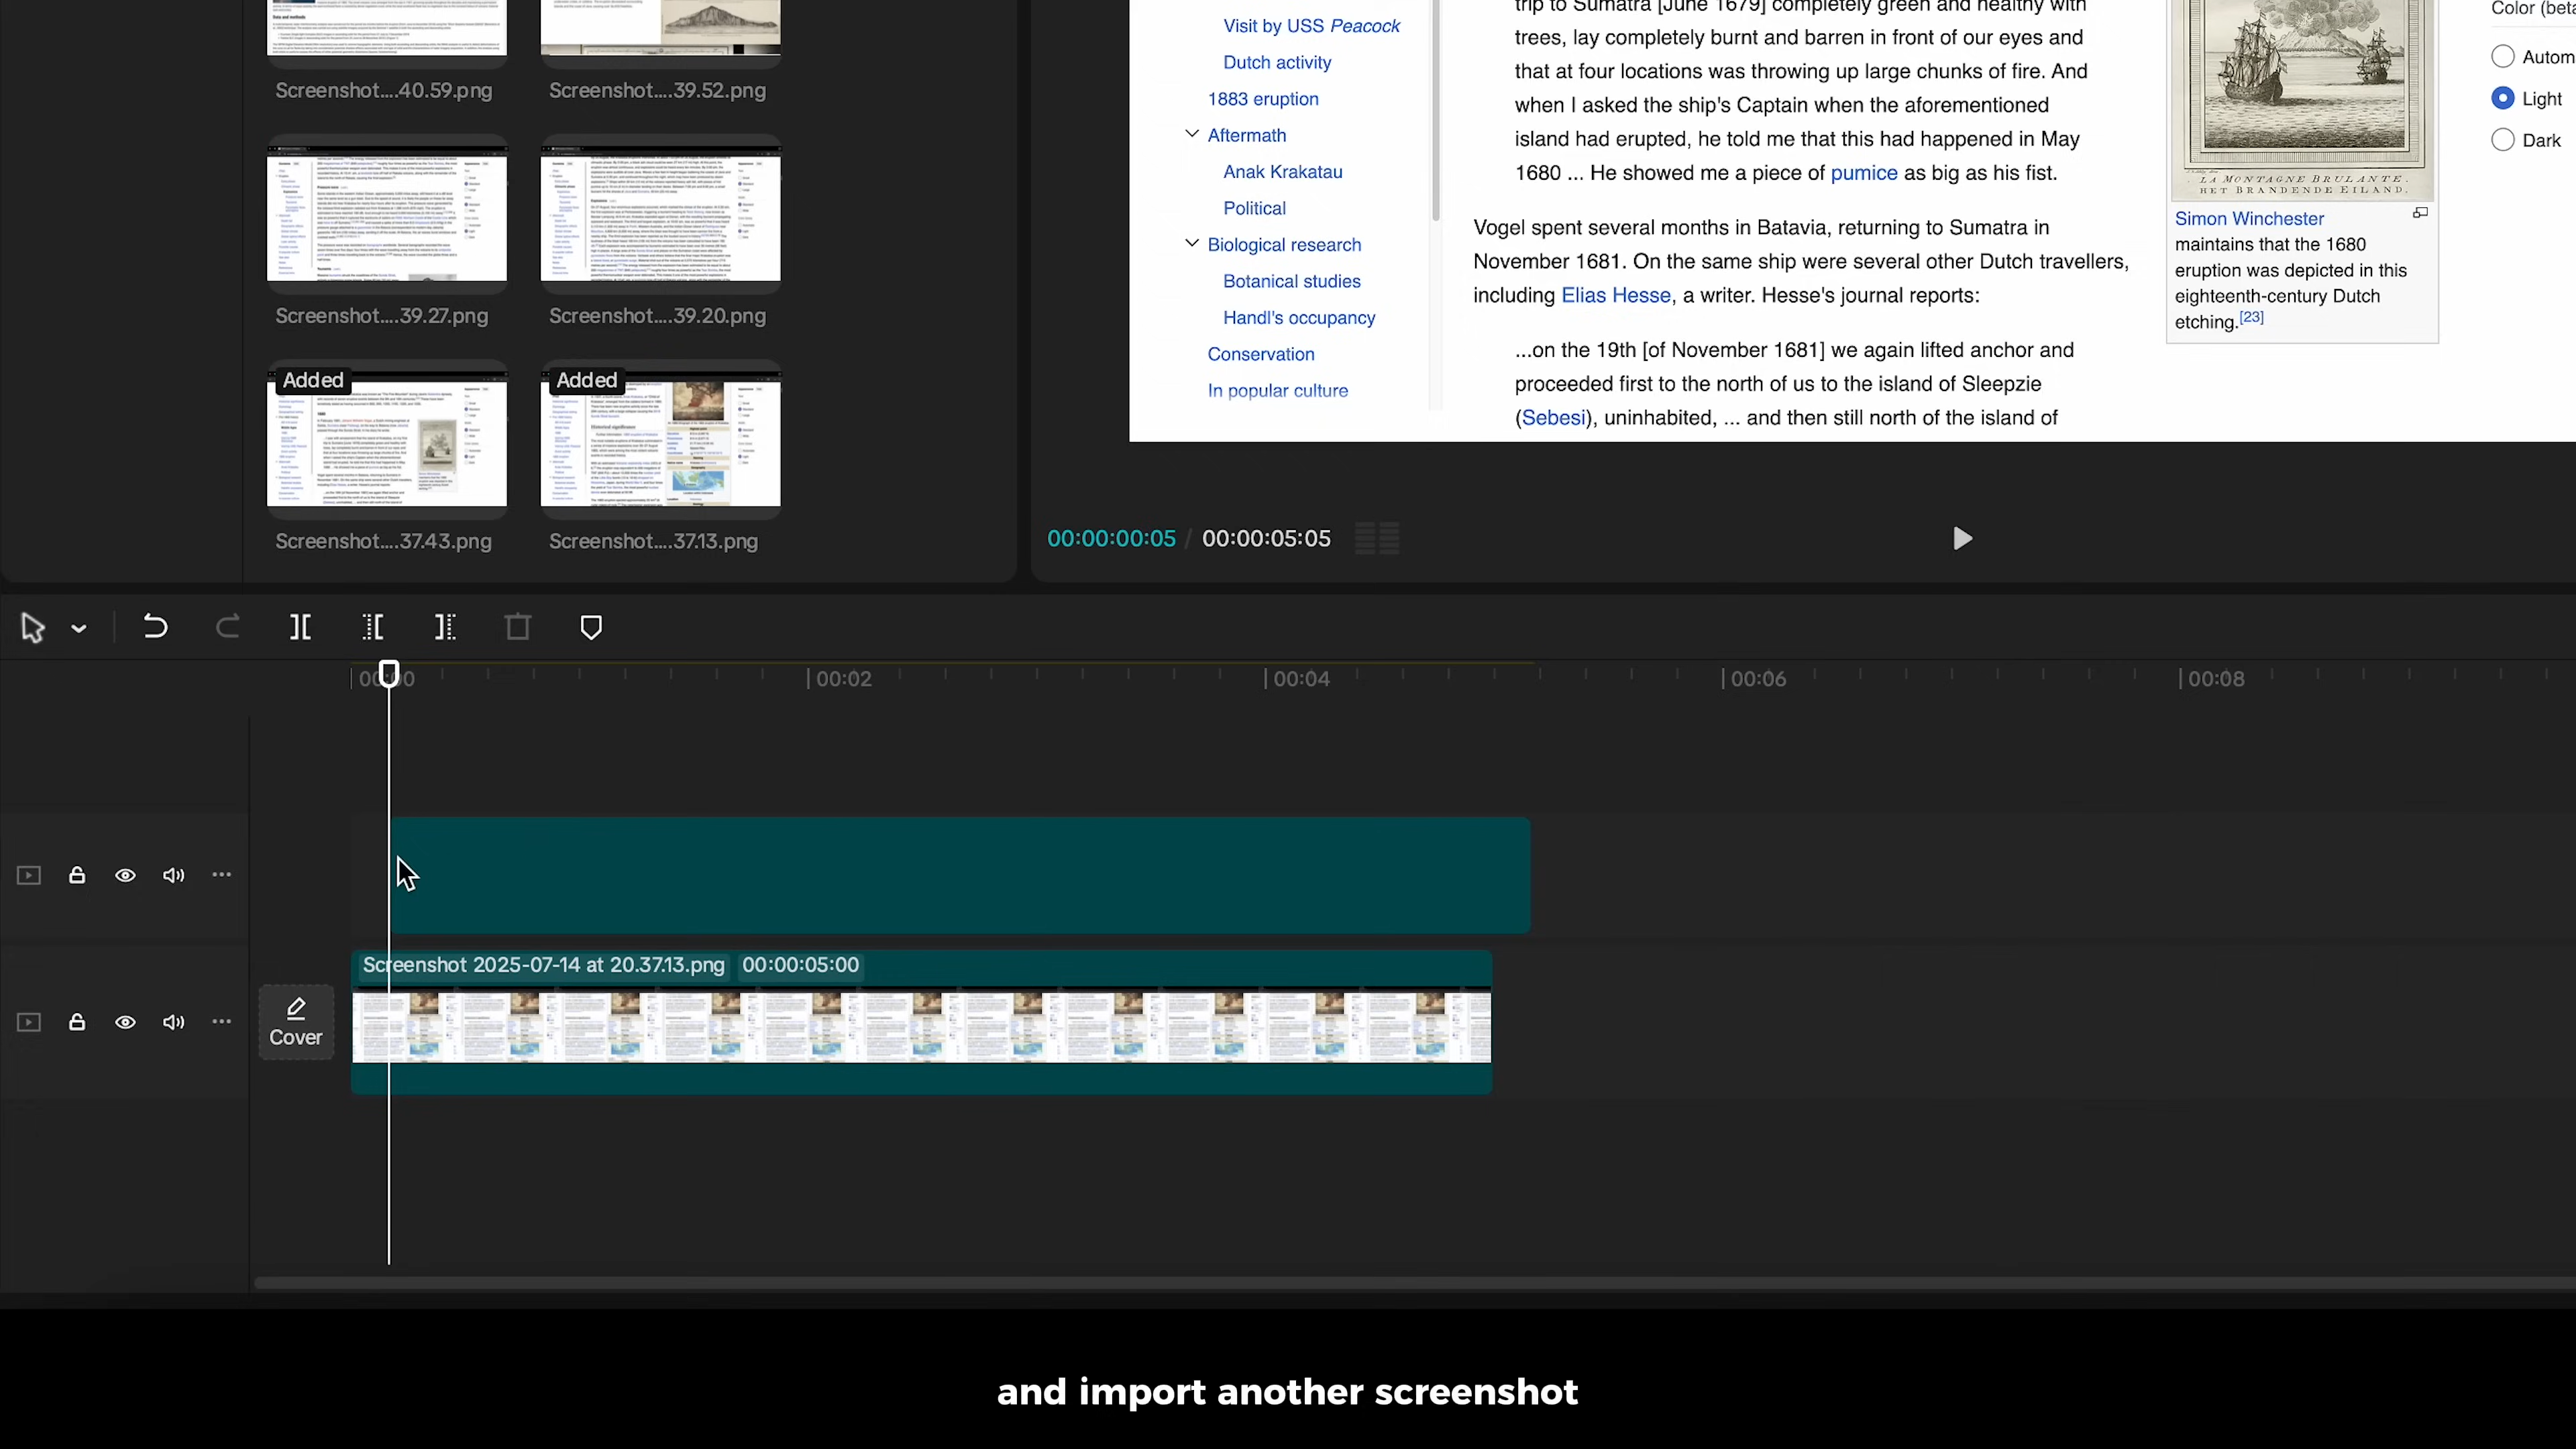 Screenshot....40.59.png
Screenshot....39.52.png
Screenshot....39.27.png
Screenshot....39.20.png
Added
Added
Screenshot....37.43.png
Screenshot....37.13.png
Visit by USS Peacock
Dutch activity
1883 eruption
Aftermath
Anak Krakatau
Political
Biological research
Botanical studies
Handl's occupancy
Conservation
In popular culture
trip to Sumatra [June 1679] completely green and healthy with
trees, lay completely burnt and barren in front of our eyes and
that at four locations was throwing up large chunks of fire. And
when I asked the ship's Captain when the aforementioned
island had erupted, he told me that this had happened in May
1680 ... He showed me a piece of pumice as big as his fist.
Vogel spent several months in Batavia, returning to Sumatra in
November 1681. On the same ship were several other Dutch travellers,
including Elias Hesse, a writer. Hesse's journal reports:
...on the 19th [of November 1681] we again lifted anchor and
proceeded first to the north of us to the island of Sleepzie
(Sebesi), uninhabited, ... and then still north of the island of
LA MONTAGNE BRULANTE.
HET BRANDENDE EILAND.
Simon Winchester
maintains that the 1680
eruption was depicted in this
eighteenth-century Dutch
etching.[23]
Color (beta
Autom
Light
Dark
00:00:00:05 / 00:00:05:05
00:00
00:02
00:04
00:06
00:08
Screenshot 2025-07-14 at 20.37.13.png 00:00:05:00
Cover
and import another screenshot